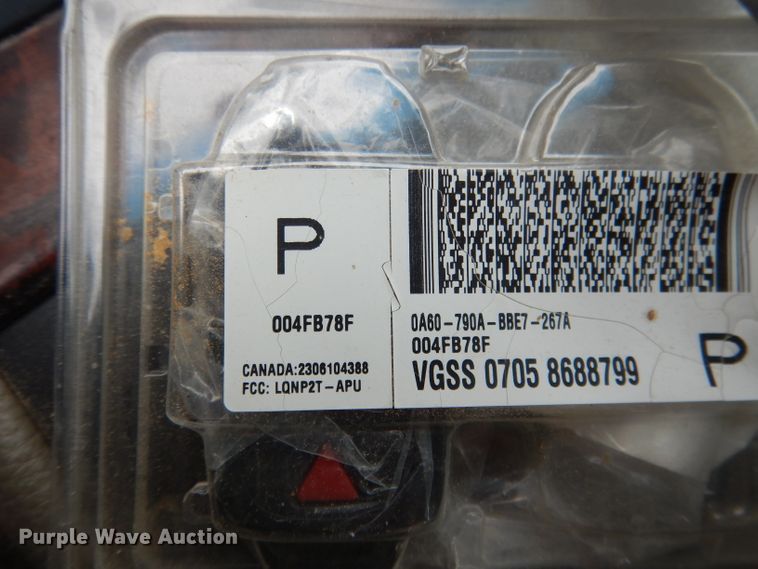 P
004FB78F
CANADA:2306104388
FCC: LQNP2T-APU
0A60-790A-BBE7-267A
004FB78F
VGSS 0705 8688799
P
Purple Wave Auction